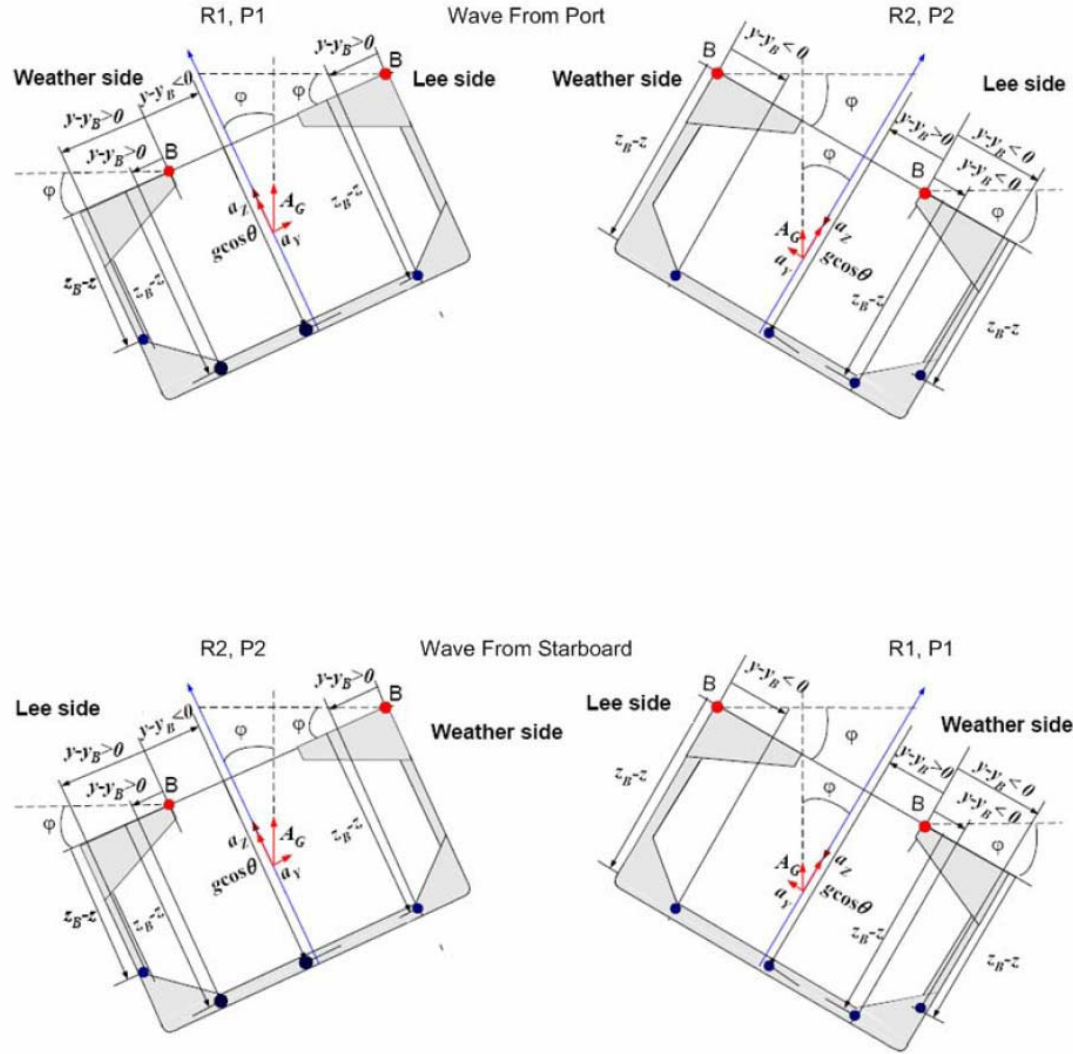 R1, P1
Wave From Port
R2, P2
y-y_B>0
B
Weather side
φ
φ
Lee side
y-y_B<0
y-y_B>0
y-y_B>0
B
φ
A_G
a_Z
a_Y
gcosθ
z_B-z
z_B-z
z_B-z
B
y-y_B<0
Weather side
φ
Lee side
z_B-z
y-y_B>0
y-y_B<0
y-y_B<0
B
φ
φ
A_G
a_Z
a_Y
gcosθ
z_B-z
z_B-z
R2, P2
Wave From Starboard
R1, P1
y-y_B>0
B
Lee side
φ
φ
Weather side
y-y_B<0
y-y_B>0
y-y_B>0
B
φ
A_G
a_Z
a_Y
gcosθ
z_B-z
z_B-z
z_B-z
B
y-y_B<0
Lee side
φ
Weather side
z_B-z
y-y_B>0
y-y_B<0
y-y_B<0
B
φ
φ
A_G
a_Z
a_Y
gcosθ
z_B-z
z_B-z